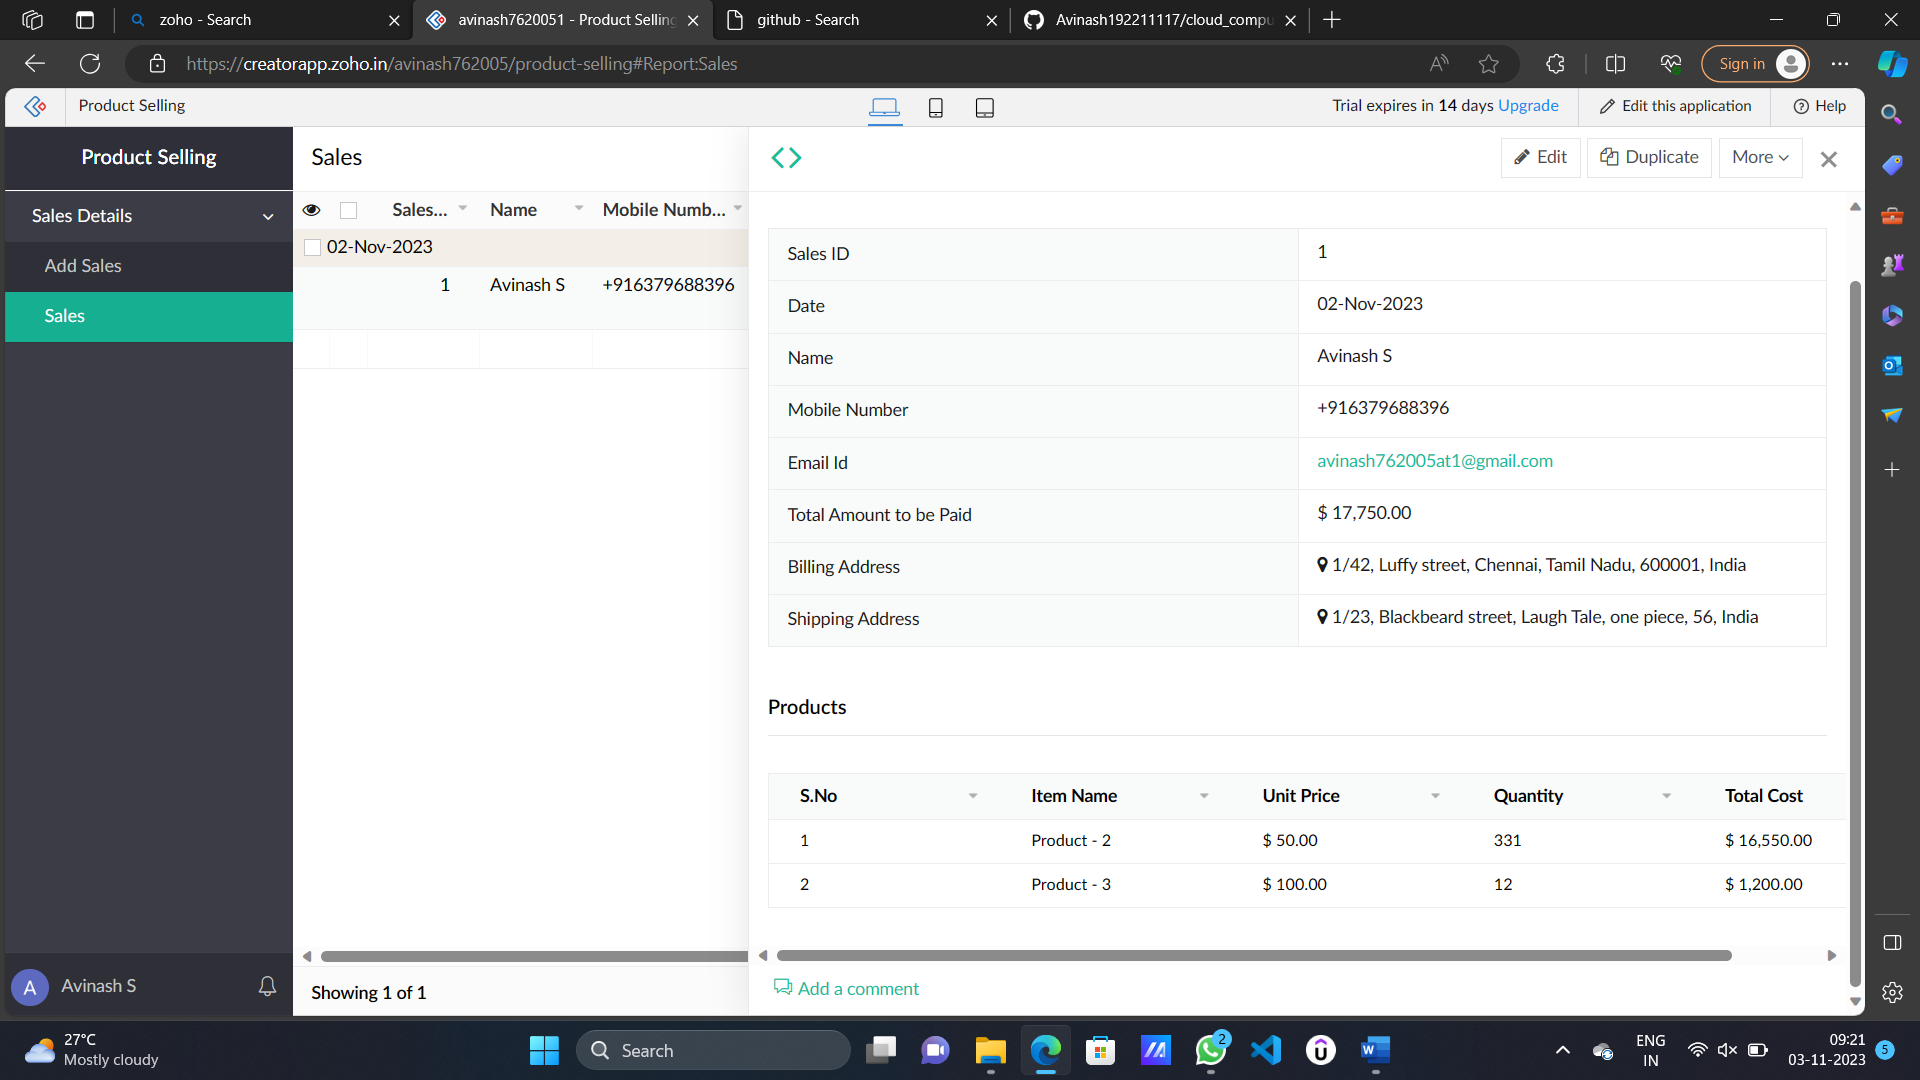 zoho - Search
avinash7620051 - Product Selling
github - Search
Avinash192211117/cloud_compu
https://creatorapp.zoho.in/avinash762005/product-selling#Report:Sales
Sign in
Product Selling
Trial expires in 14 days Upgrade
Edit this application
Help
Product Selling
Sales
Edit
Duplicate
More
Sales Details
Add Sales
Sales
Sales...
Name
Mobile Numb...
02-Nov-2023
1
Avinash S
+916379688396
Sales ID
1
Date
02-Nov-2023
Name
Avinash S
Mobile Number
+916379688396
Email Id
avinash762005at1@gmail.com
Total Amount to be Paid
$ 17,750.00
Billing Address
1/42, Luffy street, Chennai, Tamil Nadu, 600001, India
Shipping Address
1/23, Blackbeard street, Laugh Tale, one piece, 56, India
Products
S.No
Item Name
Unit Price
Quantity
Total Cost
1
Product - 2
$ 50.00
331
$ 16,550.00
2
Product - 3
$ 100.00
12
$ 1,200.00
A
Avinash S
Showing 1 of 1
Add a comment
27°C
Mostly cloudy
Search
2
ENG
IN
09:21
03-11-2023
5